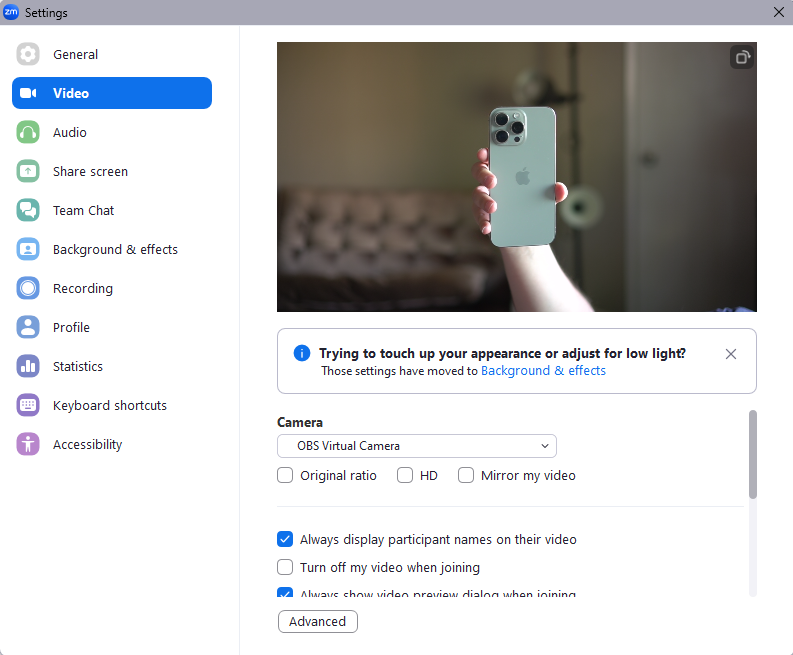 zm Settings
General
Video
Audio
Share screen
Team Chat
Background & effects
Recording
Profile
Statistics
Keyboard shortcuts
Accessibility
Trying to touch up your appearance or adjust for low light?
Those settings have moved to Background & effects
Camera
OBS Virtual Camera
Original ratio HD Mirror my video
Always display participant names on their video
Turn off my video when joining
Always show video preview dialog when joining
Advanced